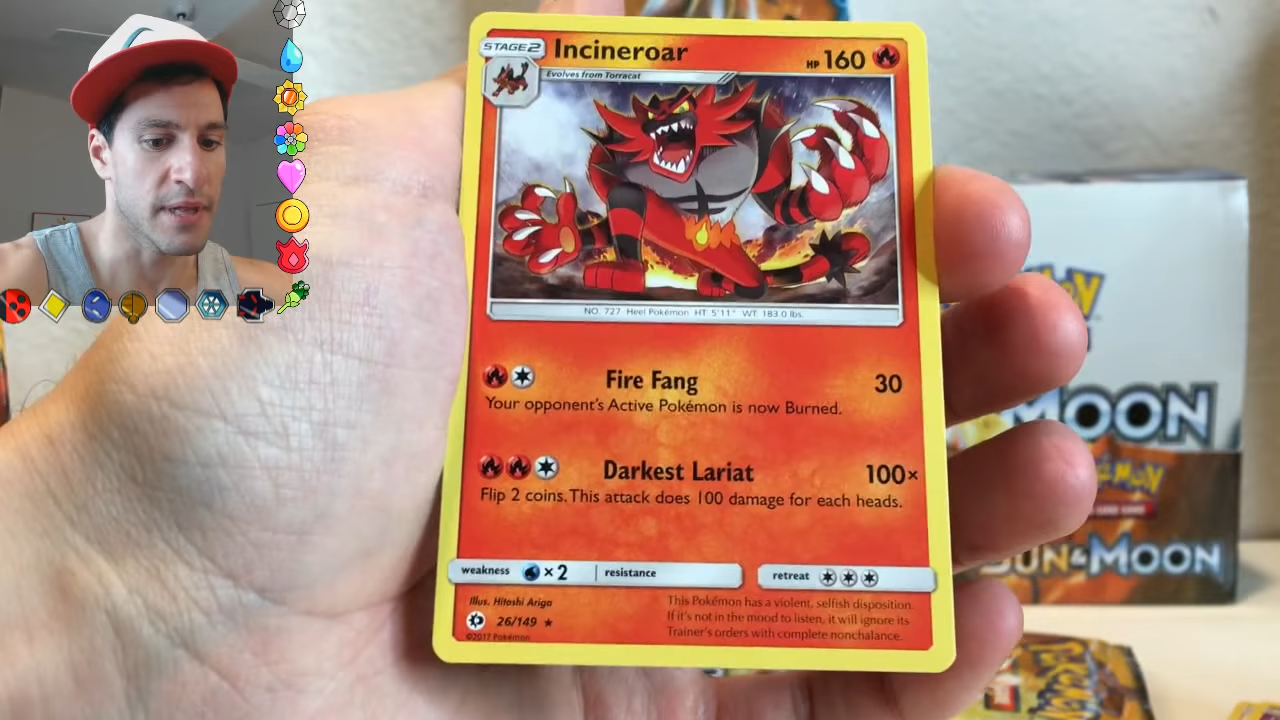 STAGE2
Incineroar
HP 160
Evolves from Torracat
NO. 727 Heel Pokémon HT: 5'11" WT: 183.0 lbs.
Fire Fang 30
Your opponent's Active Pokémon is now Burned.
Darkest Lariat 100×
Flip 2 coins. This attack does 100 damage for each heads.
weakness ×2 resistance
retreat
Illus. Hitoshi Ariga
26/149 ★
©2017 Pokémon
This Pokémon has a violent, selfish disposition.
If it's not in the mood to listen, it will ignore its
Trainer's orders with complete nonchalance.
MOON
POKéMON
SUN&MOON
POKéMON